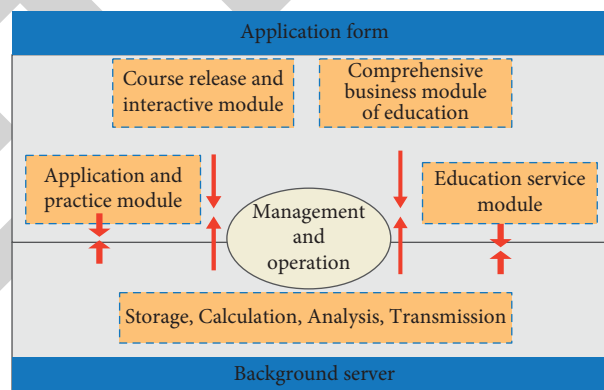 Application form
Course release and
interactive module
Comprehensive
business module
of education
Application and
practice module
Management
and
operation
Education service
module
Storage, Calculation, Analysis, Transmission
Background server